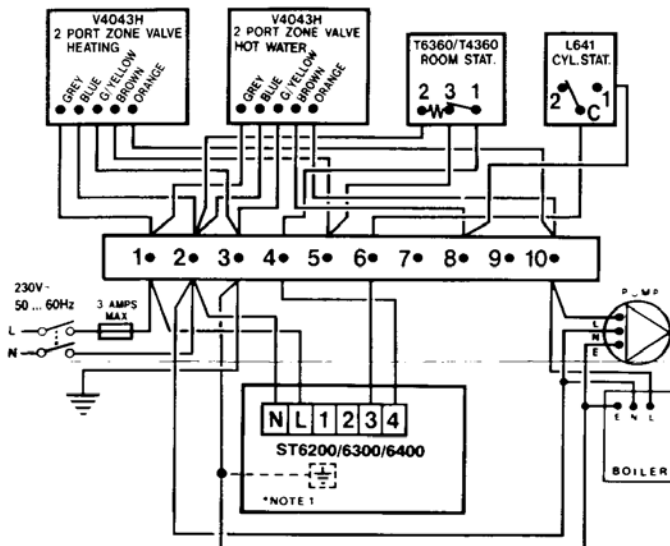 V4043H
2 PORT ZONE VALVE
HEATING
GREY
BLUE
G/YELLOW
BROWN
ORANGE
V4043H
2 PORT ZONE VALVE
HOT WATER
GREY
BLUE
G/YELLOW
BROWN
ORANGE
T6360/T4360
ROOM STAT.
2 3 1
L641
CYL. STAT.
2 C 1
1 2 3 4 5 6 7 8 9 10
230V~
50 ... 60Hz
3 AMPS
MAX
L
N
PUMP
L
N
E
N L 1 2 3 4
ST6200/6300/6400
*NOTE 1
E N L
BOILER